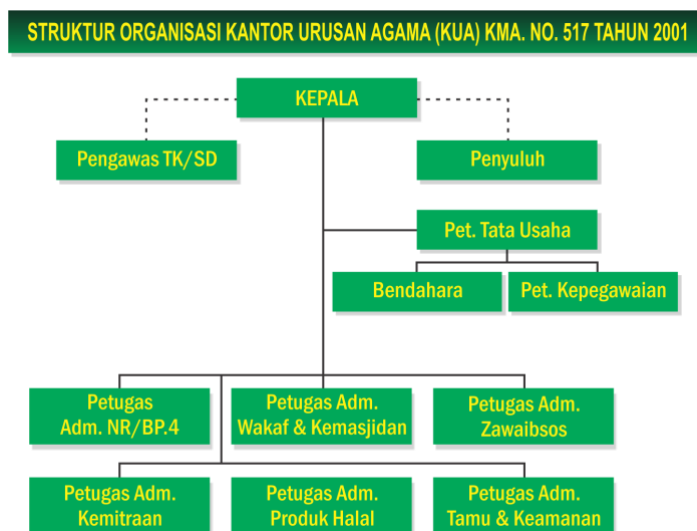 STRUKTUR ORGANISASI KANTOR URUSAN AGAMA (KUA) KMA. NO. 517 TAHUN 2001
KEPALA
Pengawas TK/SD
Penyuluh
Pet. Tata Usaha
Bendahara
Pet. Kepegawaian
Petugas
Adm. NR/BP.4
Petugas Adm.
Wakaf & Kemasjidan
Petugas Adm.
Zawaibsos
Petugas Adm.
Kemitraan
Petugas Adm.
Produk Halal
Petugas Adm.
Tamu & Keamanan